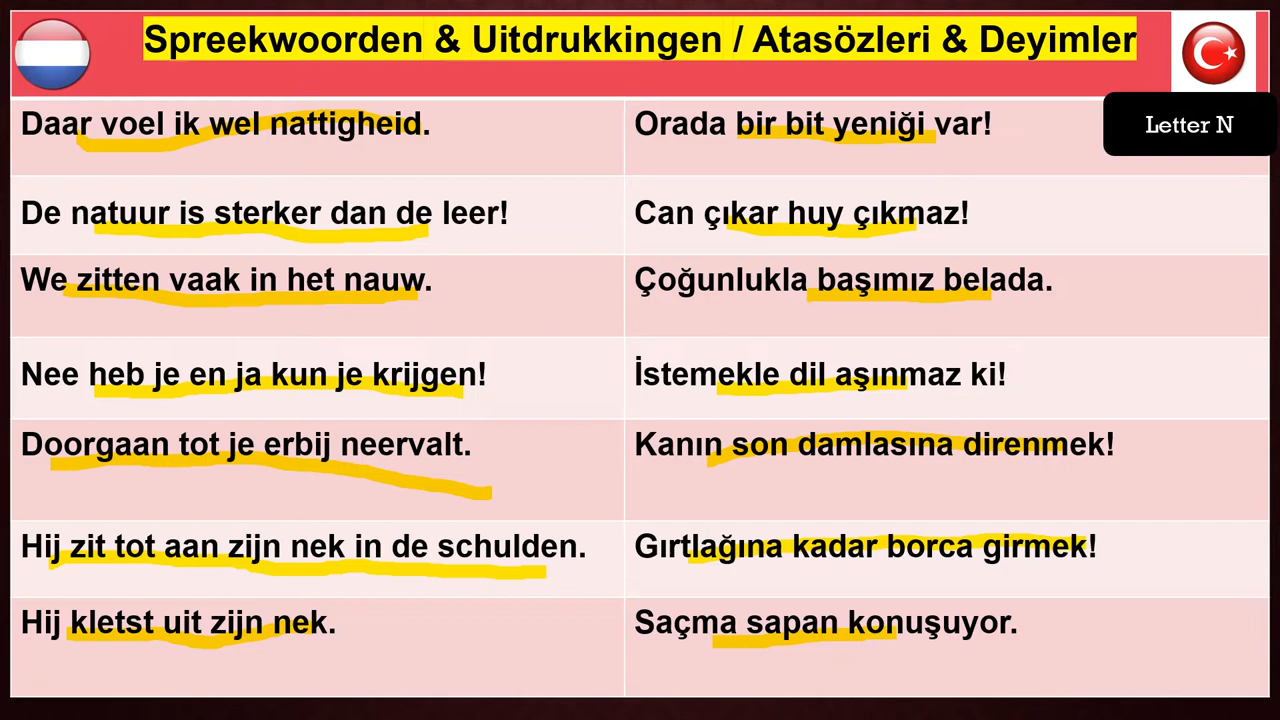 Spreekwoorden & Uitdrukkingen / Atasözleri & Deyimler
Letter N
Daar voel ik wel nattigheid.
Orada bir bit yeniği var!
De natuur is sterker dan de leer!
Can çıkar huy çıkmaz!
We zitten vaak in het nauw.
Çoğunlukla başımız belada.
Nee heb je en ja kun je krijgen!
İstemekle dil aşınmaz ki!
Doorgaan tot je erbij neervalt.
Kanın son damlasına direnmek!
Hij zit tot aan zijn nek in de schulden.
Gırtlağına kadar borca girmek!
Hij kletst uit zijn nek.
Saçma sapan konuşuyor.